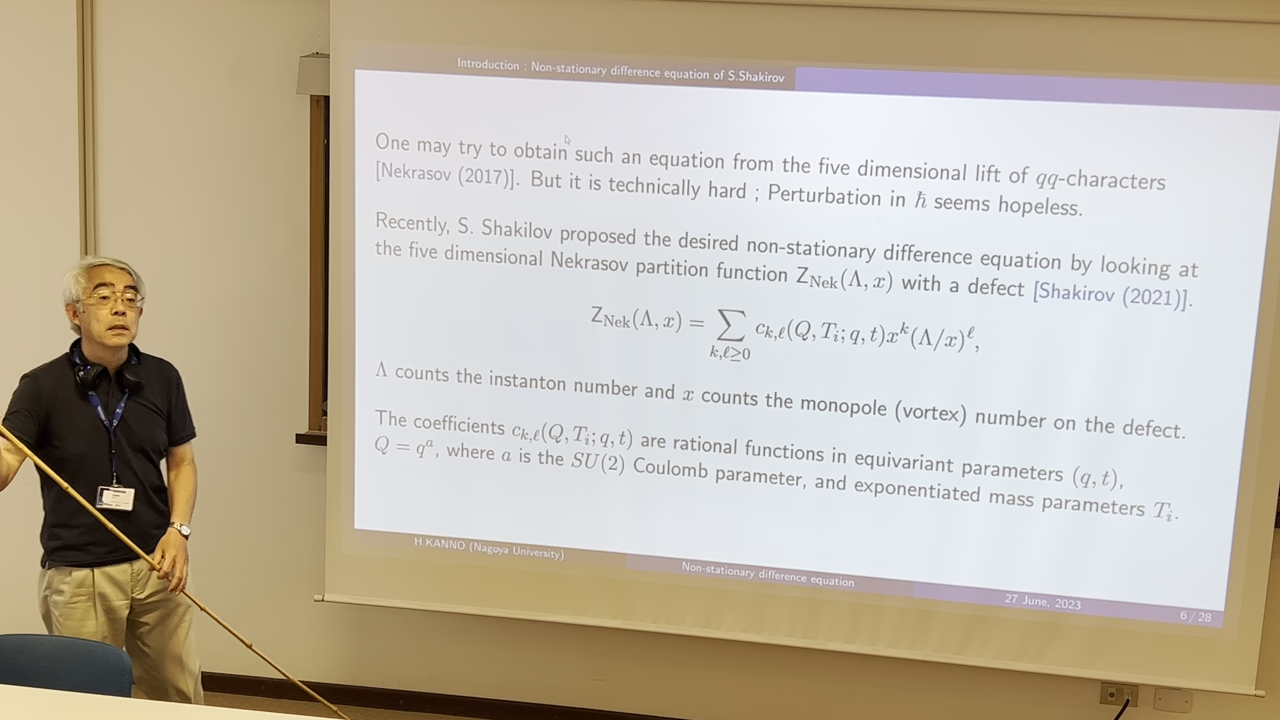 Introduction : Non-stationary difference equation of S.Shakirov
One may try to obtain such an equation from the five dimensional lift of qq-characters
[Nekrasov (2017)]. But it is technically hard ; Perturbation in ℏ seems hopeless.
Recently, S. Shakilov proposed the desired non-stationary difference equation by looking at
the five dimensional Nekrasov partition function Z_Nek(Λ, x) with a defect [Shakirov (2021)].
Z_Nek(Λ, x) = ∑_{k,ℓ≥0} c_{k,ℓ}(Q, T_i; q, t)x^k(Λ/x)^ℓ,
Λ counts the instanton number and x counts the monopole (vortex) number on the defect.
The coefficients c_{k,ℓ}(Q, T_i; q, t) are rational functions in equivariant parameters (q, t),
Q = q^a, where a is the SU(2) Coulomb parameter, and exponentiated mass parameters T_i.
H.KANNO (Nagoya University)
Non-stationary difference equation
27 June, 2023
6 / 28